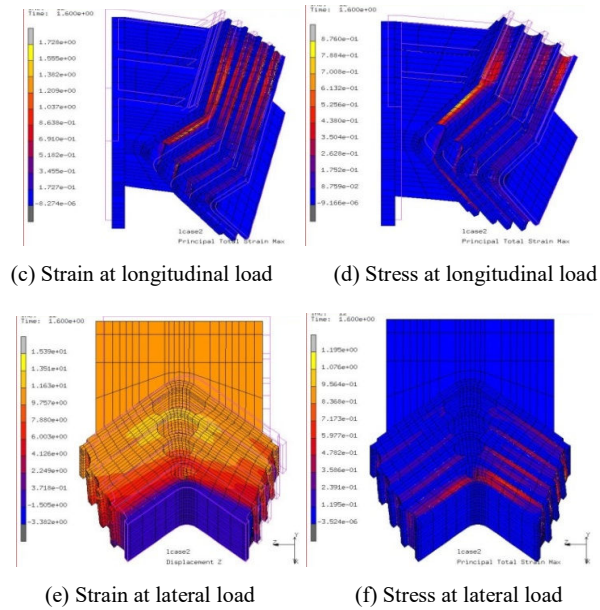 Time: 1.600e+00
1.728e+00
1.555e+00
1.382e+00
1.209e+00
1.037e+00
8.638e-01
6.910e-01
5.182e-01
3.455e-01
1.727e-01
-8.274e-06
lcase2
Principal Total Strain Max
Time: 1.600e+00
8.760e-01
7.884e-01
7.008e-01
6.132e-01
5.256e-01
4.380e-01
3.504e-01
2.628e-01
1.752e-01
8.759e-02
-9.166e-06
lcase2
Principal Total Strain Max
(c) Strain at longitudinal load
(d) Stress at longitudinal load
Time: 1.600e+00
1.539e+01
1.351e+01
1.163e+01
9.757e+00
7.880e+00
6.003e+00
4.126e+00
2.249e+00
3.718e-01
-1.505e+00
-3.382e+00
lcase2
Displacement Z
Z
Y
X
Time: 1.600e+00
1.195e+00
1.076e+00
9.564e-01
8.368e-01
7.173e-01
5.977e-01
4.782e-01
3.586e-01
2.391e-01
1.195e-01
-3.524e-06
lcase2
Principal Total Strain Max
Z
Y
X
(e) Strain at lateral load
(f) Stress at lateral load